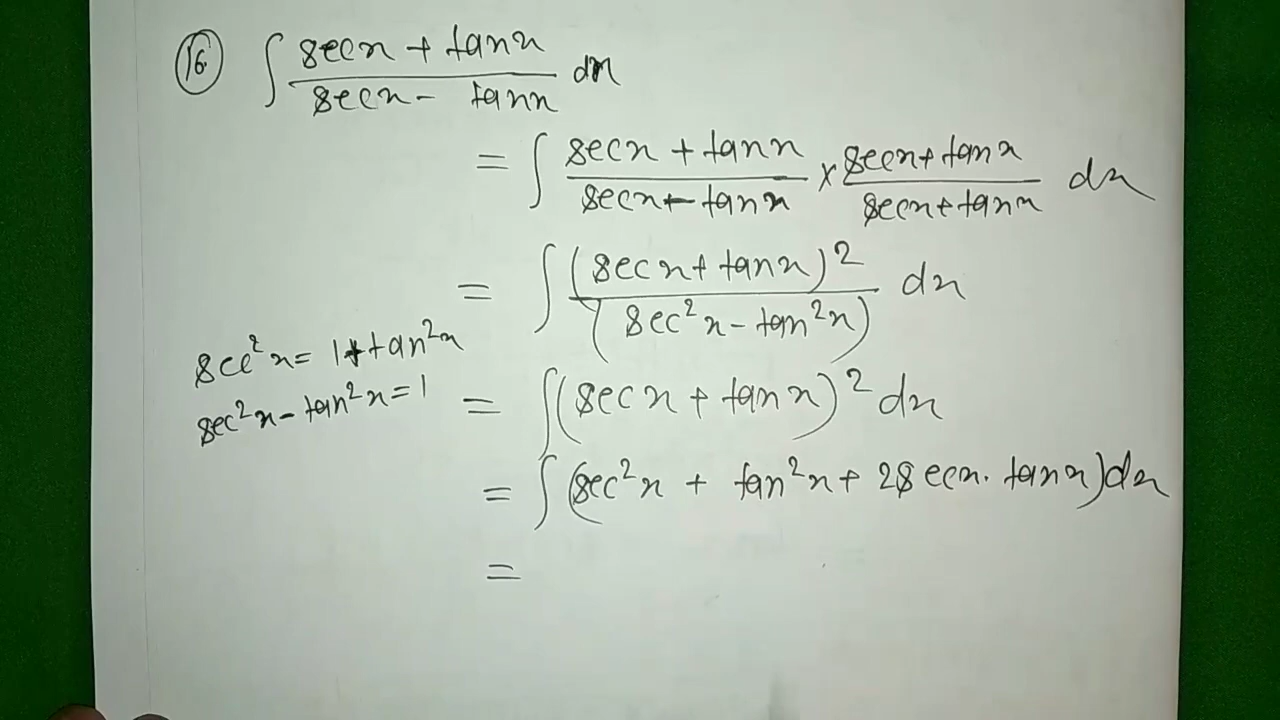 ⑯ ∫ (secx + tanx)/(secx - tanx) dx
= ∫ (secx + tanx)/(secx - tanx) × (secx + tanx)/(secx + tanx) dx
= ∫ (secx + tanx)²/(sec²x - tan²x) dx
sec²x = 1 + tan²x
sec²x - tan²x = 1
= ∫(secx + tanx)² dx
= ∫(sec²x + tan²x + 2secx. tanx)dx
=